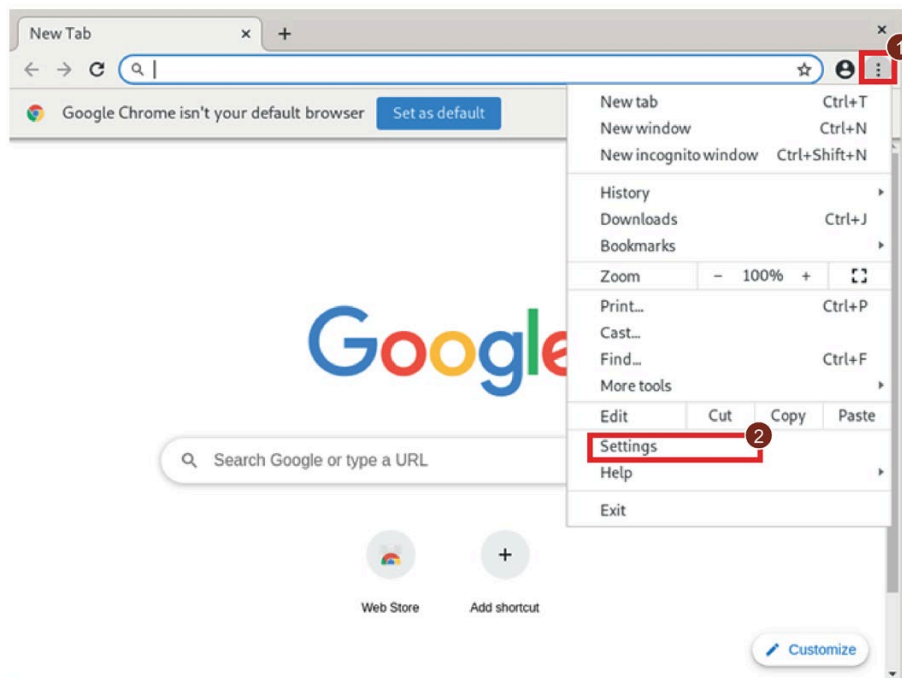 New Tab
1
Google Chrome isn't your default browser Set as default
New tab Ctrl+T
New window Ctrl+N
New incognito window Ctrl+Shift+N
History
Downloads Ctrl+J
Bookmarks
Zoom - 100% +
Print... Ctrl+P
Cast...
Find... Ctrl+F
More tools
Edit Cut Copy Paste
2
Settings
Help
Exit
Google
Search Google or type a URL
Web Store Add shortcut
Customize